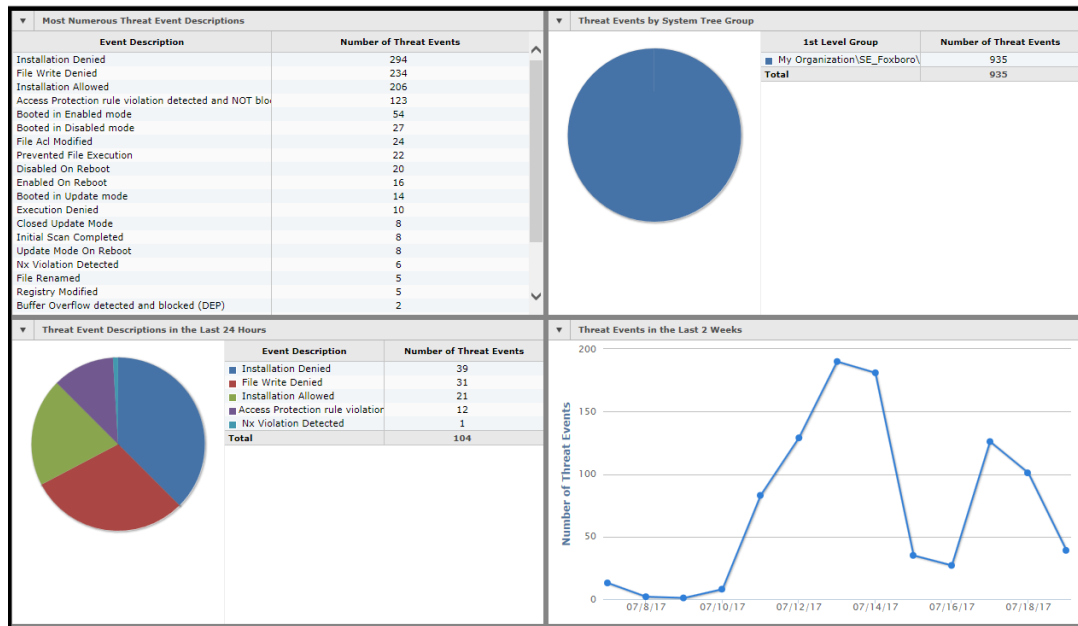 Most Numerous Threat Event Descriptions
Event Description Number of Threat Events
Installation Denied 294
File Write Denied 234
Installation Allowed 206
Access Protection rule violation detected and NOT blo 123
Booted in Enabled mode 54
Booted in Disabled mode 27
File Acl Modified 24
Prevented File Execution 22
Disabled On Reboot 20
Enabled On Reboot 16
Booted in Update mode 14
Execution Denied 10
Closed Update Mode 8
Initial Scan Completed 8
Update Mode On Reboot 8
Nx Violation Detected 6
File Renamed 5
Registry Modified 5
Buffer Overflow detected and blocked (DEP) 2
Threat Events by System Tree Group
1st Level Group Number of Threat Events
My Organization\SE_Foxboro\ 935
Total 935
Threat Event Descriptions in the Last 24 Hours
Event Description Number of Threat Events
Installation Denied 39
File Write Denied 31
Installation Allowed 21
Access Protection rule violation 12
Nx Violation Detected 1
Total 104
Threat Events in the Last 2 Weeks
Number of Threat Events
200
150
100
50
0
07/8/17 07/10/17 07/12/17 07/14/17 07/16/17 07/18/17